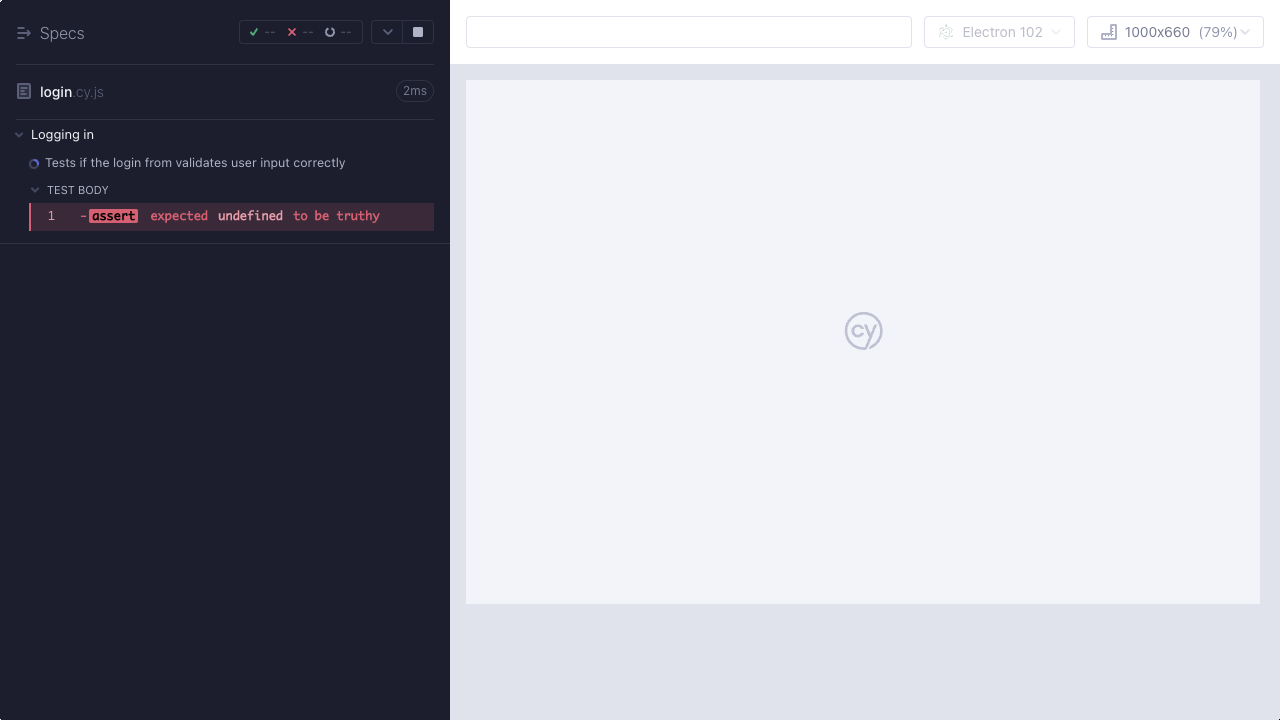 Specs -- -- --
login.cy.js 2ms
Logging in
Tests if the login from validates user input correctly
TEST BODY
1 -assert expected undefined to be truthy
Electron 102 1000x660 (79%)
cy